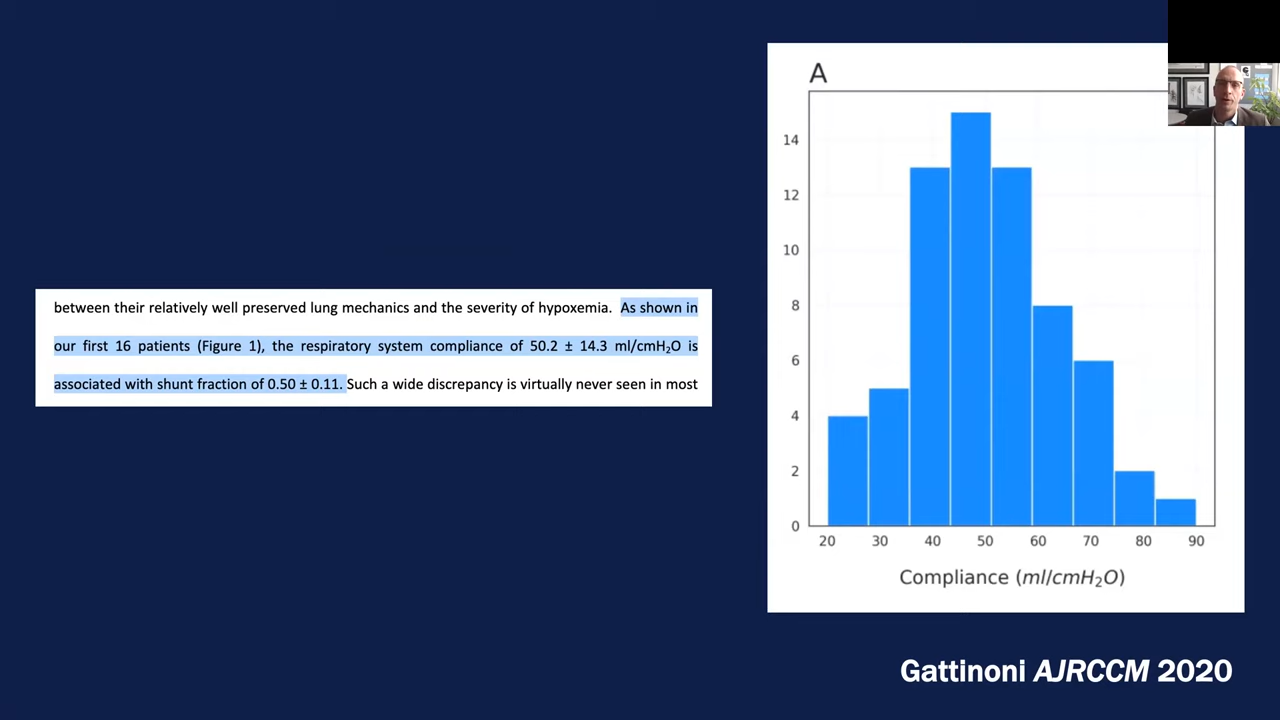 between their relatively well preserved lung mechanics and the severity of hypoxemia. As shown in
our first 16 patients (Figure 1), the respiratory system compliance of 50.2 ± 14.3 ml/cmH₂O is
associated with shunt fraction of 0.50 ± 0.11. Such a wide discrepancy is virtually never seen in most
A
14
12
10
8
6
4
2
0
20 30 40 50 60 70 80 90
Compliance (ml/cmH₂O)
Gattinoni AJRCCM 2020